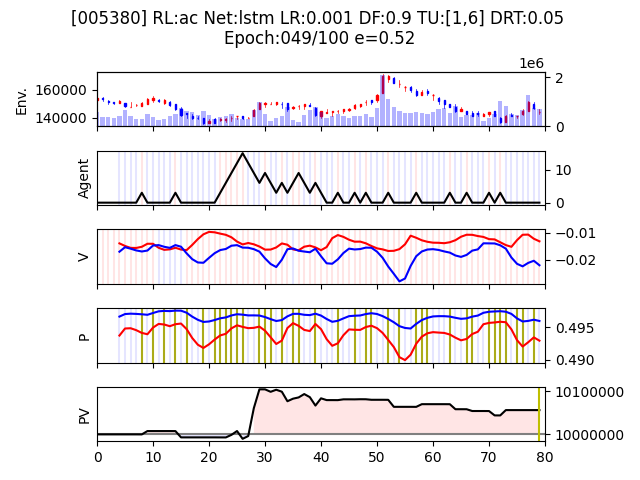 [005380] RL:ac Net:lstm LR:0.001 DF:0.9 TU:[1,6] DRT:0.05
Epoch:049/100 e=0.52
1e6
Env.
160000
140000
2
0
Agent
10
0
V
−0.01
−0.02
P
0.495
0.490
PV
10100000
10000000
0 10 20 30 40 50 60 70 80